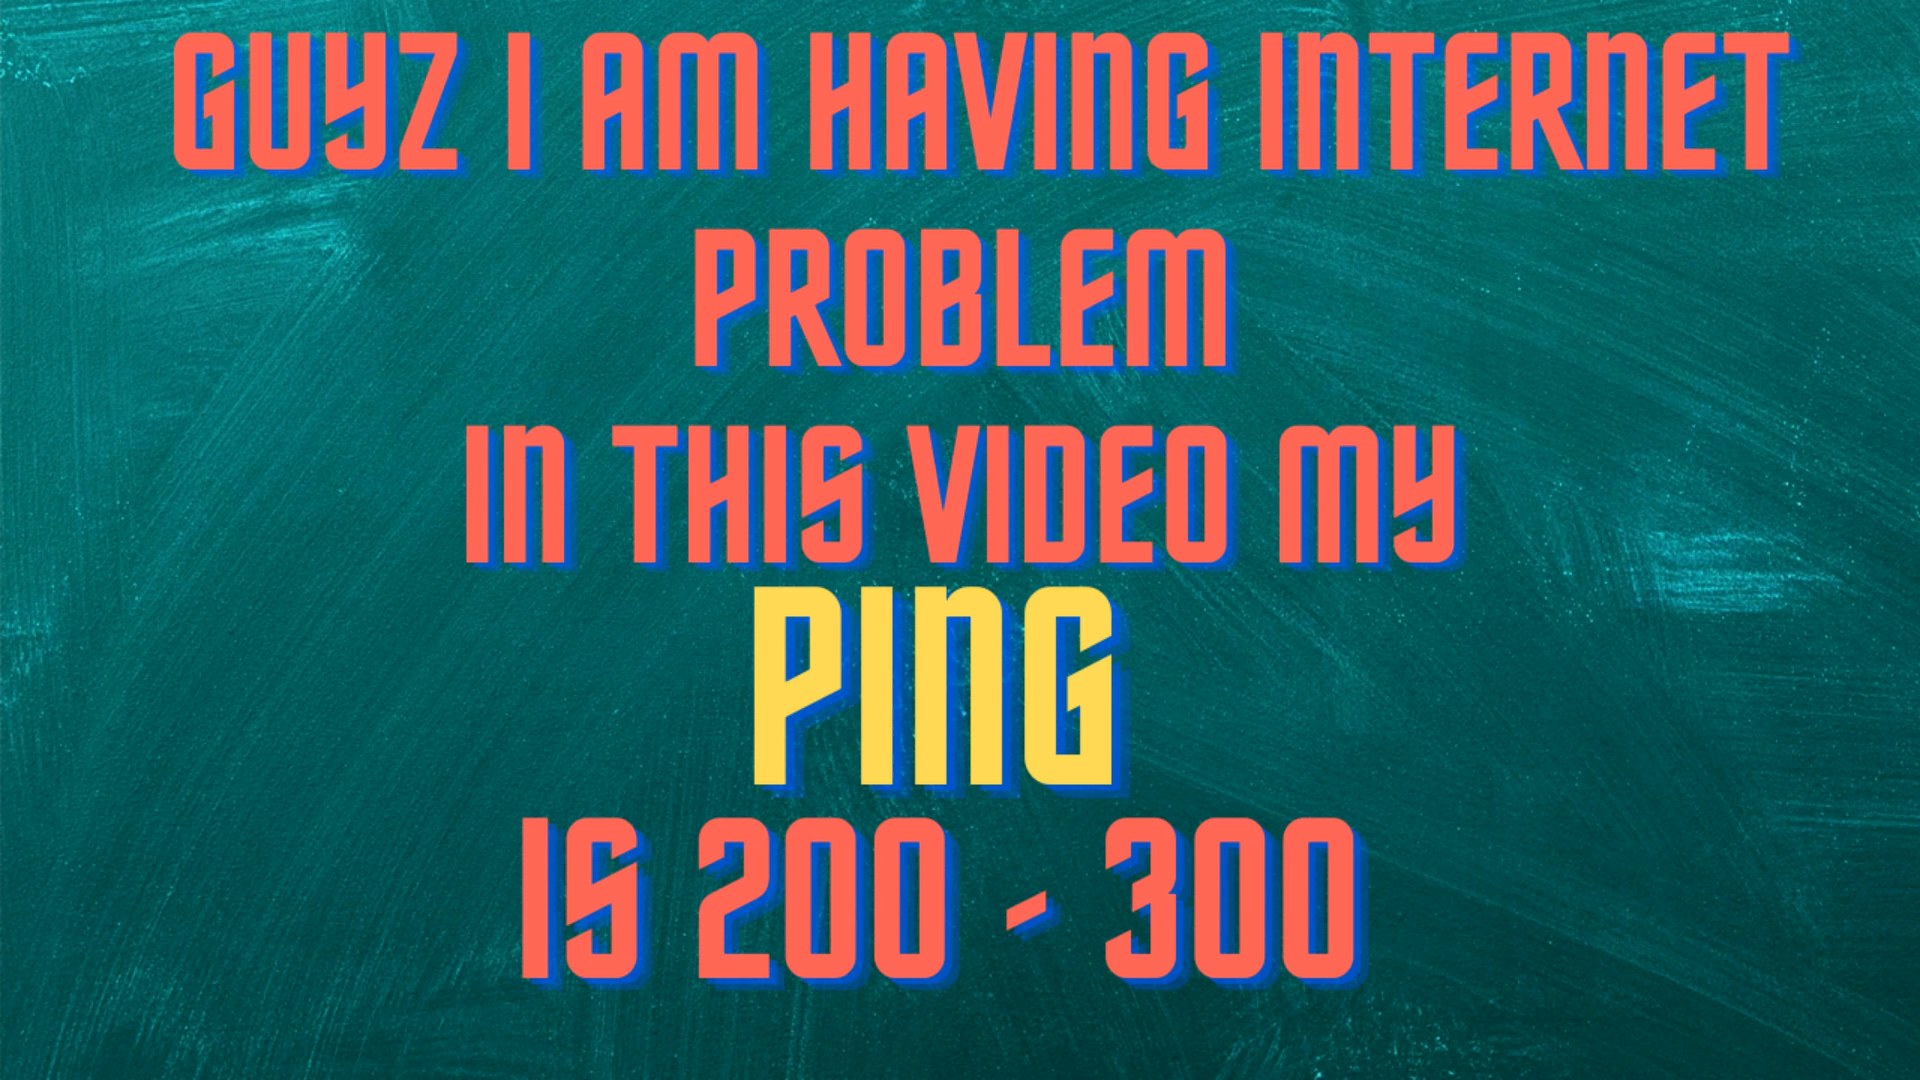 GUYZ I AM HAVING INTERNET
PROBLEM
IN THIS VIDEO MY
PING
IS 200 - 300